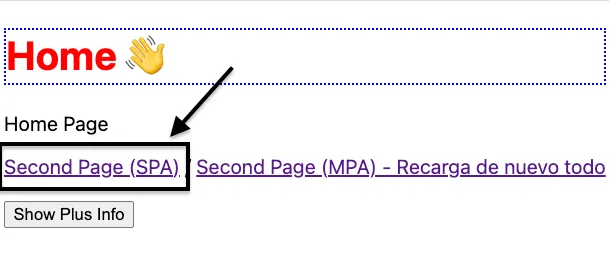 Home 👋
Home Page
Second Page (SPA) / Second Page (MPA) - Recarga de nuevo todo
Show Plus Info